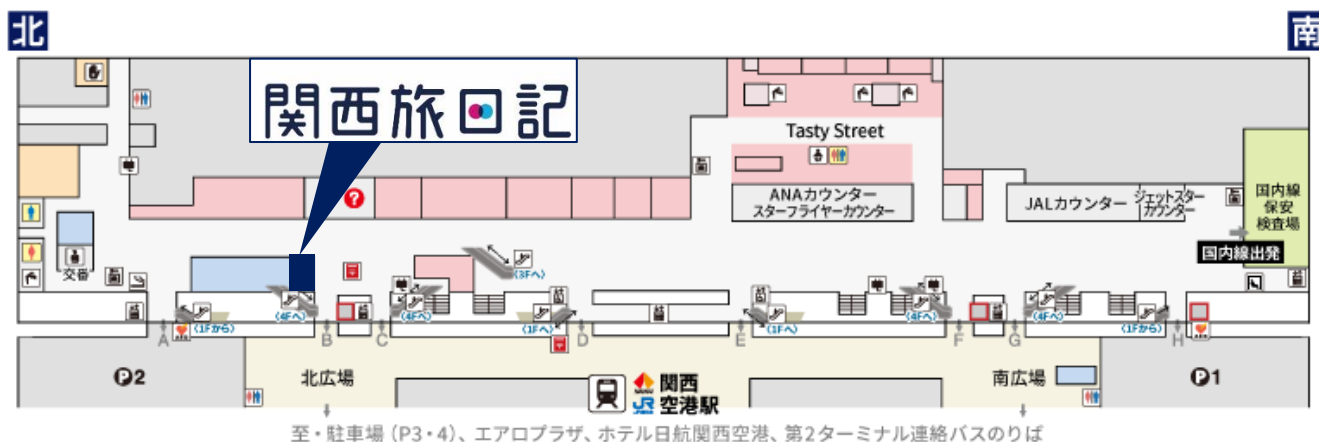 北
南
関西旅日記
Tasty Street
ANAカウンター
スターフライヤーカウンター
JALカウンター
ジェットスター
カウンター
国内線
保安
検査場
国内線出発
交番
?
(3Fへ)
(1Fから)
(4Fへ)
(4Fへ)
(1Fへ)
(1Fへ)
(4Fへ)
(4Fへ)
(1Fから)
A
B
C
D
E
F
G
H
P2
北広場
関西
空港駅
JR
南広場
P1
至・駐車場 (P3・4)、エアロプラザ、ホテル日航関西空港、第2ターミナル連絡バスのりば